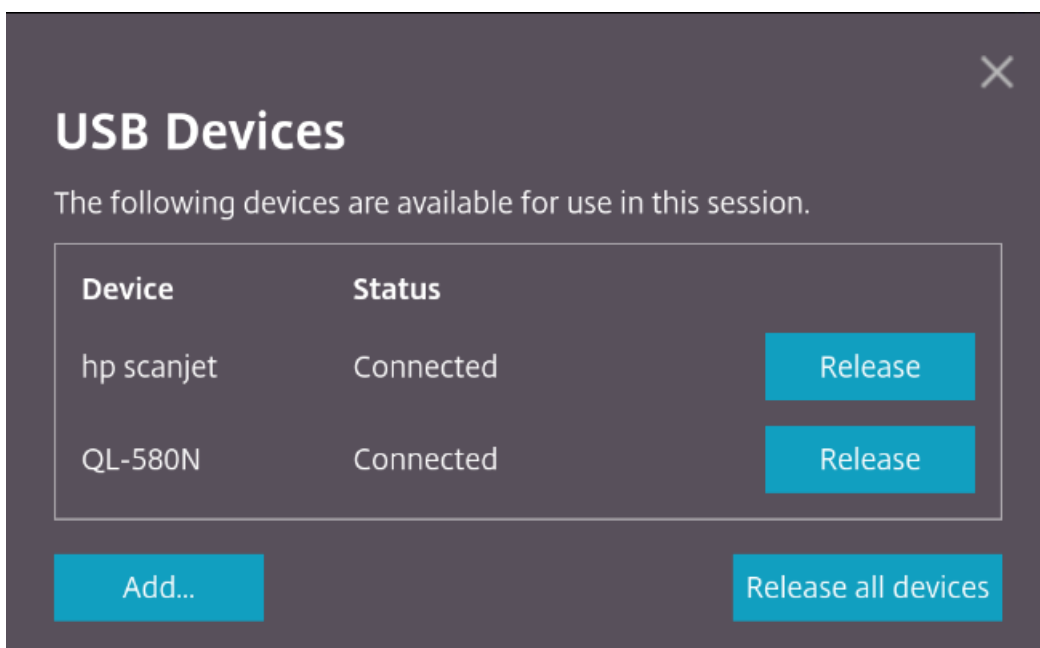 USB Devices
The following devices are available for use in this session.
Device Status
hp scanjet Connected Release
QL-580N Connected Release
Add... Release all devices